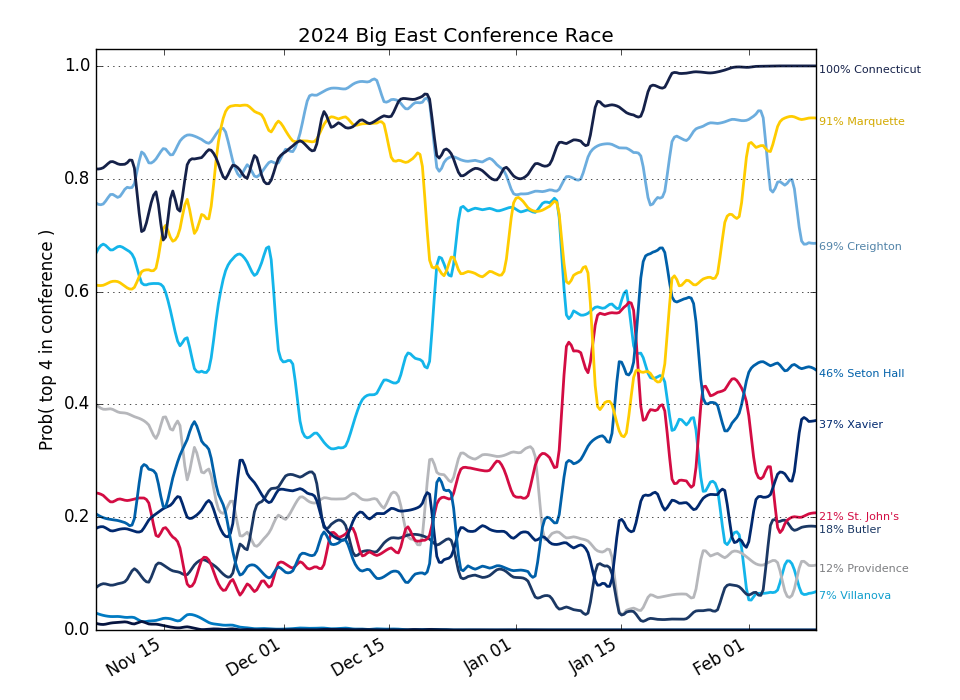 2024 Big East Conference Race
Prob( top 4 in conference )
1.0
0.8
0.6
0.4
0.2
0.0
Nov 15
Dec 01
Dec 15
Jan 01
Jan 15
Feb 01
100% Connecticut
91% Marquette
69% Creighton
46% Seton Hall
37% Xavier
21% St. John's
18% Butler
12% Providence
7% Villanova